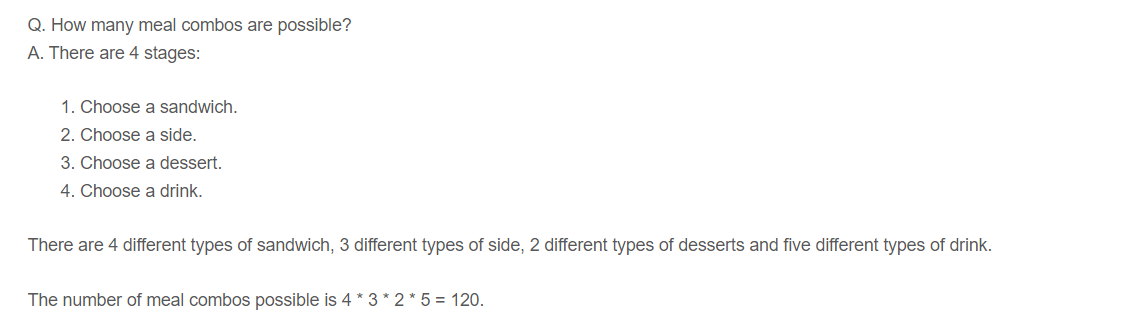 Q. How many meal combos are possible?
A. There are 4 stages:
1. Choose a sandwich.
2. Choose a side.
3. Choose a dessert.
4. Choose a drink.
There are 4 different types of sandwich, 3 different types of side, 2 different types of desserts and five different types of drink.
The number of meal combos possible is 4 * 3 * 2 * 5 = 120.